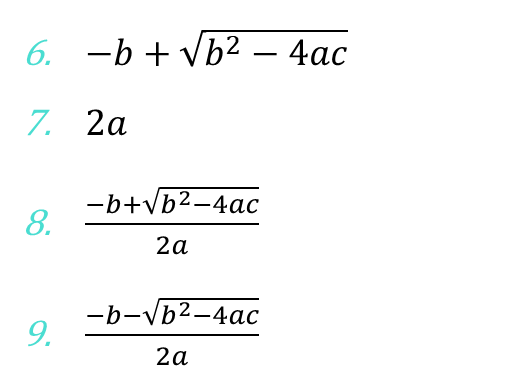 6. −b + √b² − 4ac
7. 2a
8. −b+√b²−4ac / 2a
9. −b−√b²−4ac / 2a